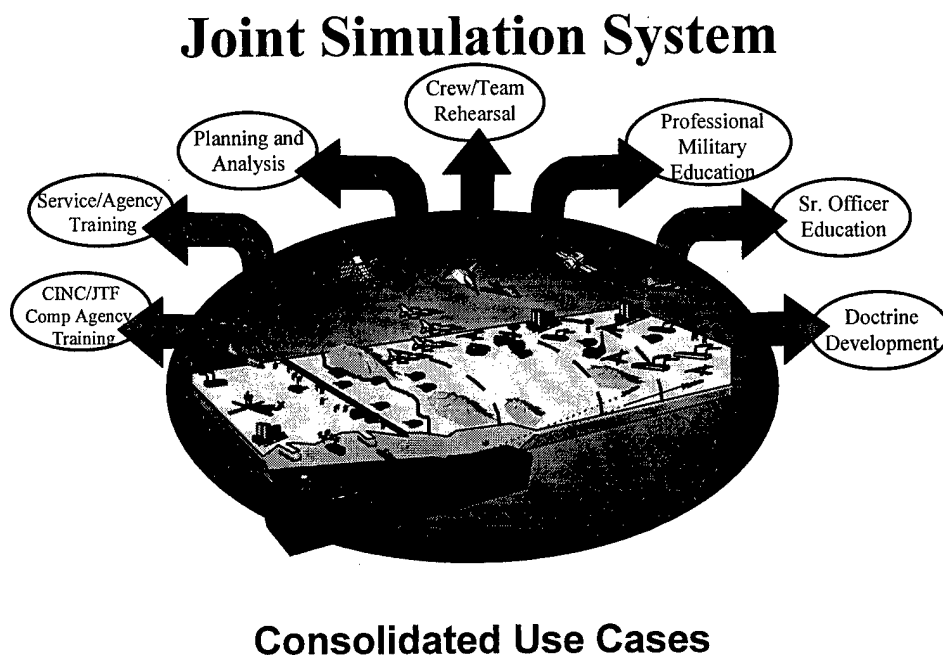 Joint Simulation System
Crew/Team
Rehearsal
Planning and
Analysis
Professional
Military
Education
Service/Agency
Training
Sr. Officer
Education
CINC/JTF
Comp Agency
Training
Doctrine
Development
Consolidated Use Cases